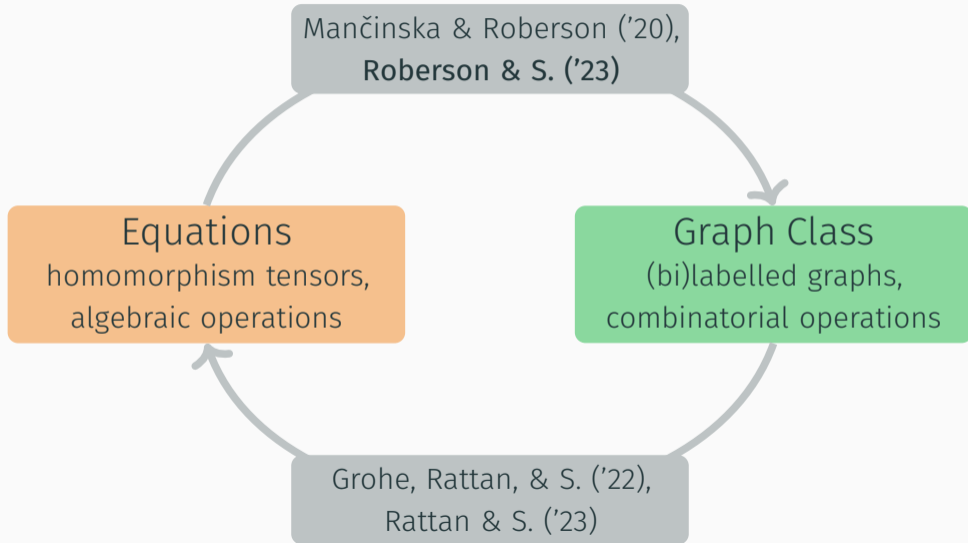 Mančinska & Roberson (’20),
Roberson & S. (’23)
Equations
homomorphism tensors,
algebraic operations
Graph Class
(bi)labelled graphs,
combinatorial operations
Grohe, Rattan, & S. (’22),
Rattan & S. (’23)